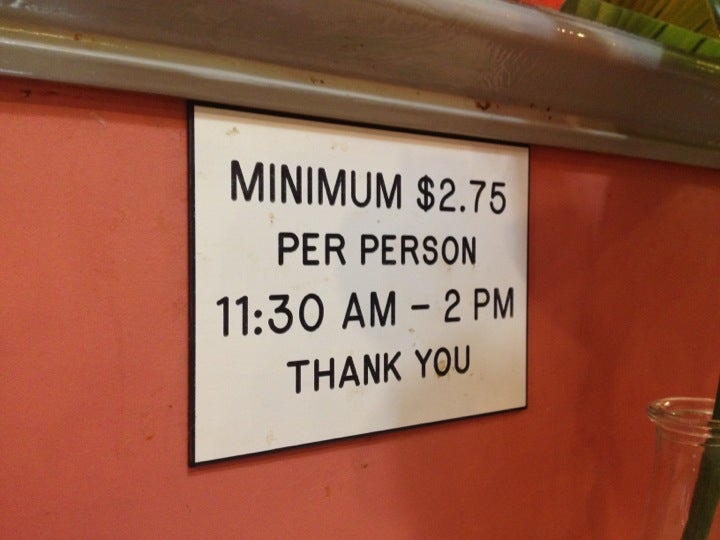 MINIMUM $2.75
PER PERSON
11:30 AM – 2 PM
THANK YOU